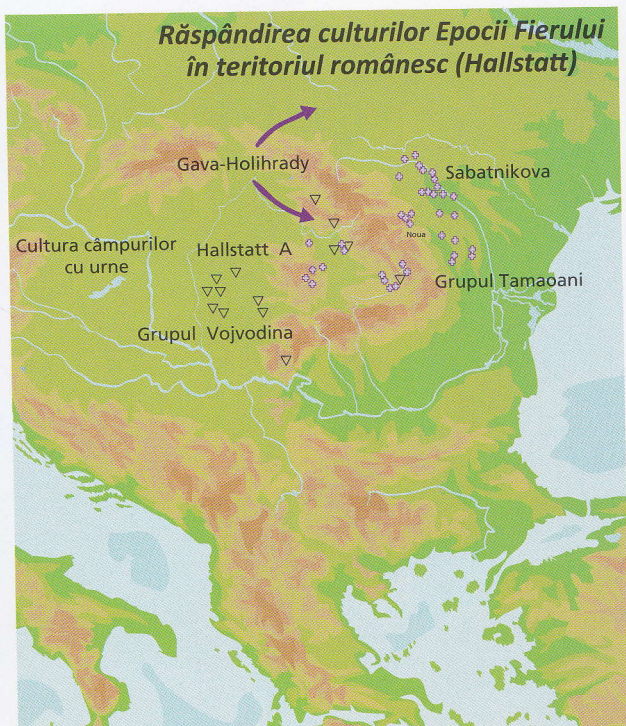 Răspândirea culturilor Epocii Fierului
în teritoriul românesc (Hallstatt)
Gava-Holihrady
Sabatnikova
Noua
Cultura câmpurilor
cu urne
Hallstatt A
Grupul Tamaoani
Grupul Vojvodina